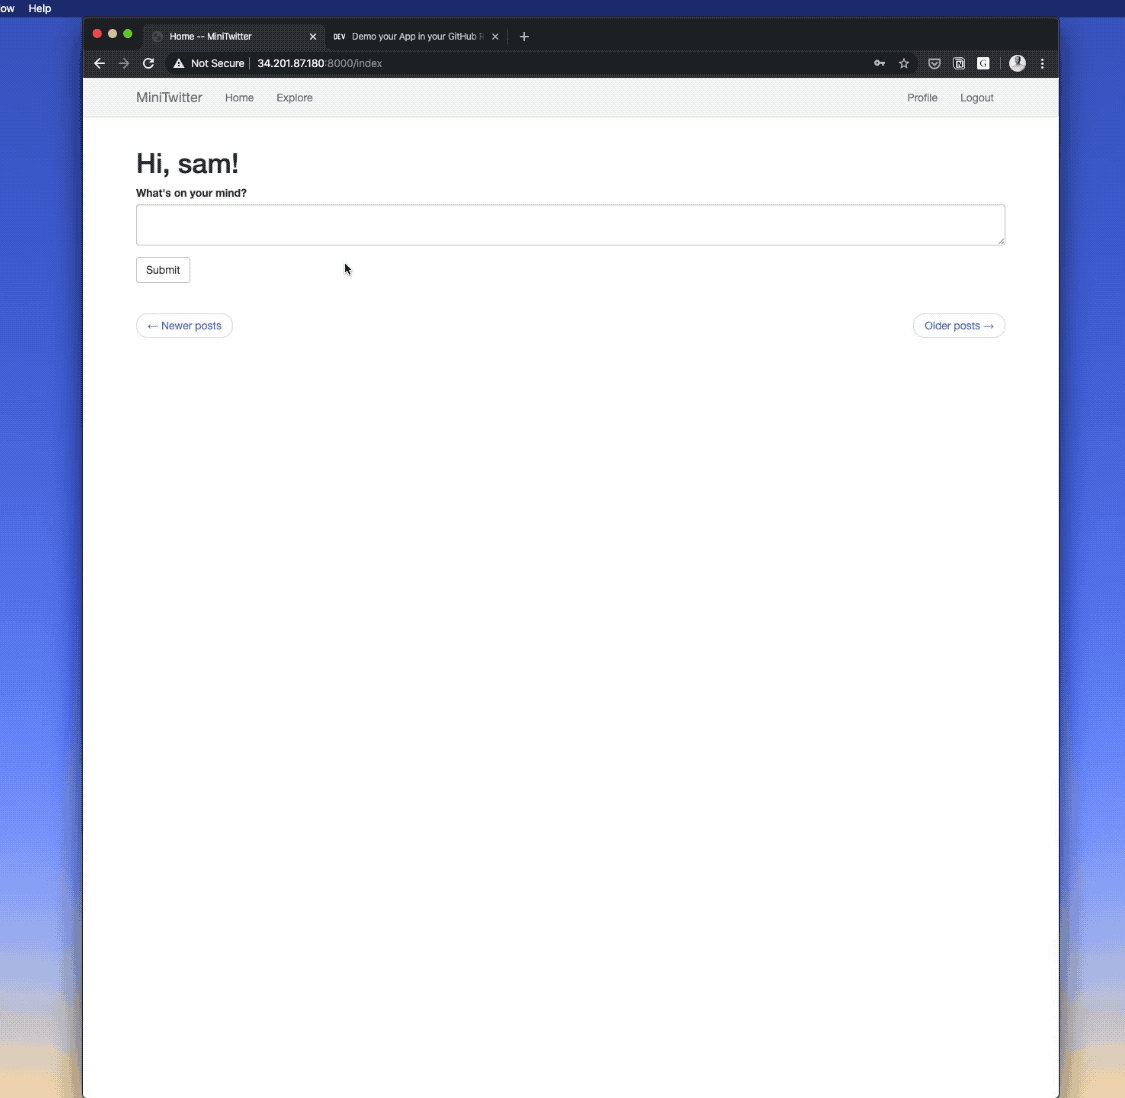 ow Help
Home -- MiniTwitter
DEV Demo your App in your GitHub
Not Secure 34.201.87.180:8000/index
G
MiniTwitter Home Explore Profile Logout
Hi, sam!
What's on your mind?
Submit
← Newer posts Older posts →